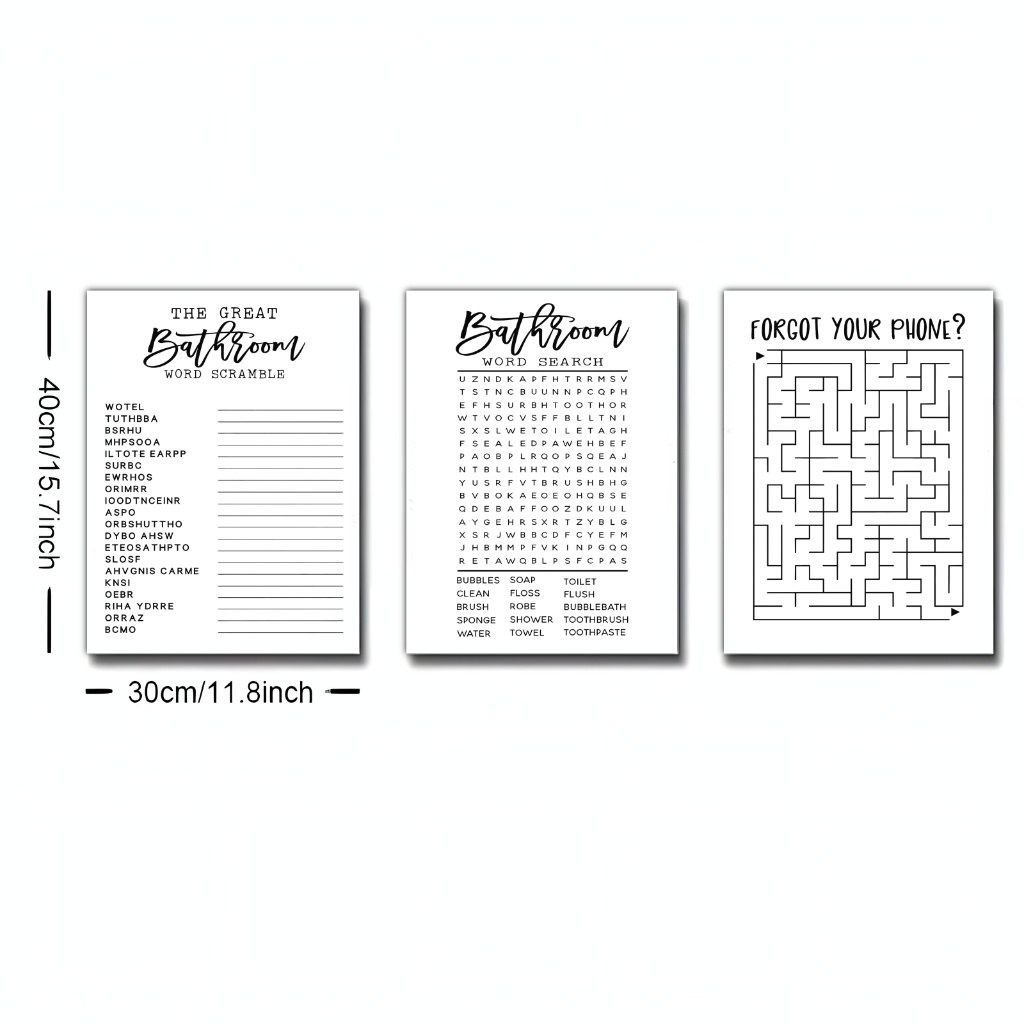 40cm/15.7inch
30cm/11.8inch
THE GREAT
Bathroom
WORD SCRAMBLE
WOTEL
TUTHBBA
BSRHU
MHPSOOA
ILTOTE EARPP
SURBC
EWRHOS
ORIMRR
IOODTNCEINR
ASPO
ORBSHUTTHO
DYBO AHSW
ETEOSATHPTO
SLOSF
AHVGNIS CARME
KNSI
OEBR
RIHA YDRRE
ORRAZ
BCMO
Bathroom
WORD SEARCH
U Z N D K A P F H T R R M S V
T S T N C B U U N N P C Q P H
E F H S U R B H T O O T H O R
W T V O C V S F F B L L T N I
S X S L W E T O I L E T A G H
F S E A L E D P A W E H B E F
P A O B P L R Q O P S Q E A J
N T B L L H H T Q Y B C L N N
Y U S R F V T B R U S H B H G
B V B O K A E O E O H Q B S E
Q D E B A F F O O Z D K U U L
A Y G E H R S X R T Z Y B L G
X S R J W B B C D F C Y E F M
J H B M M P F V K I N P G Q Q
R E T A W Q B L P S F C P A S
BUBBLES SOAP TOILET
CLEAN FLOSS FLUSH
BRUSH ROBE BUBBLEBATH
SPONGE SHOWER TOOTHBRUSH
WATER TOWEL TOOTHPASTE
FORGOT YOUR PHONE?